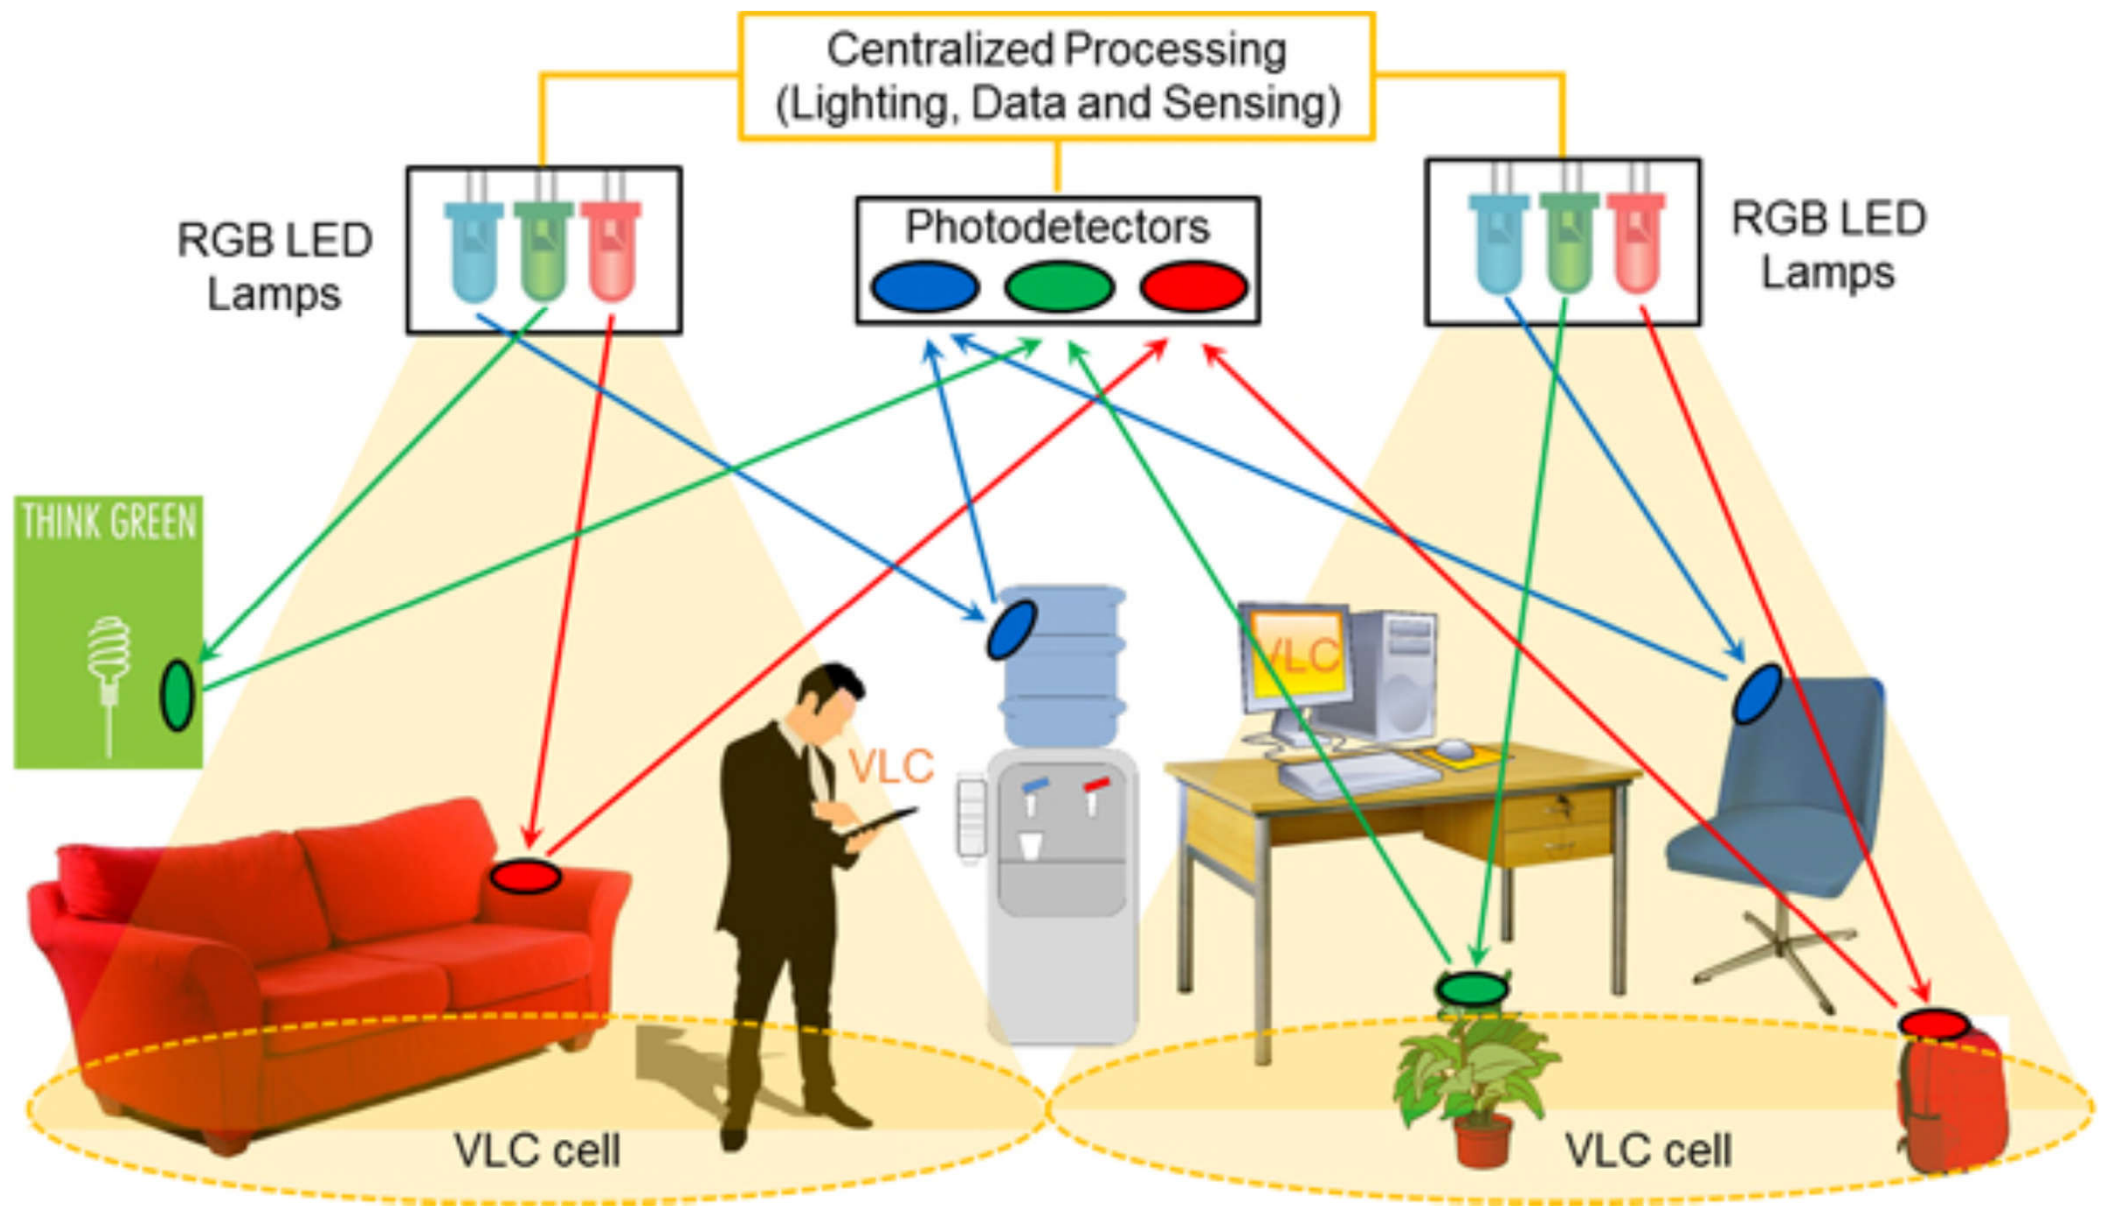 Centralized Processing
(Lighting, Data and Sensing)
RGB LED
Lamps
Photodetectors
RGB LED
Lamps
THINK GREEN
VLC
VLC
VLC cell
VLC cell